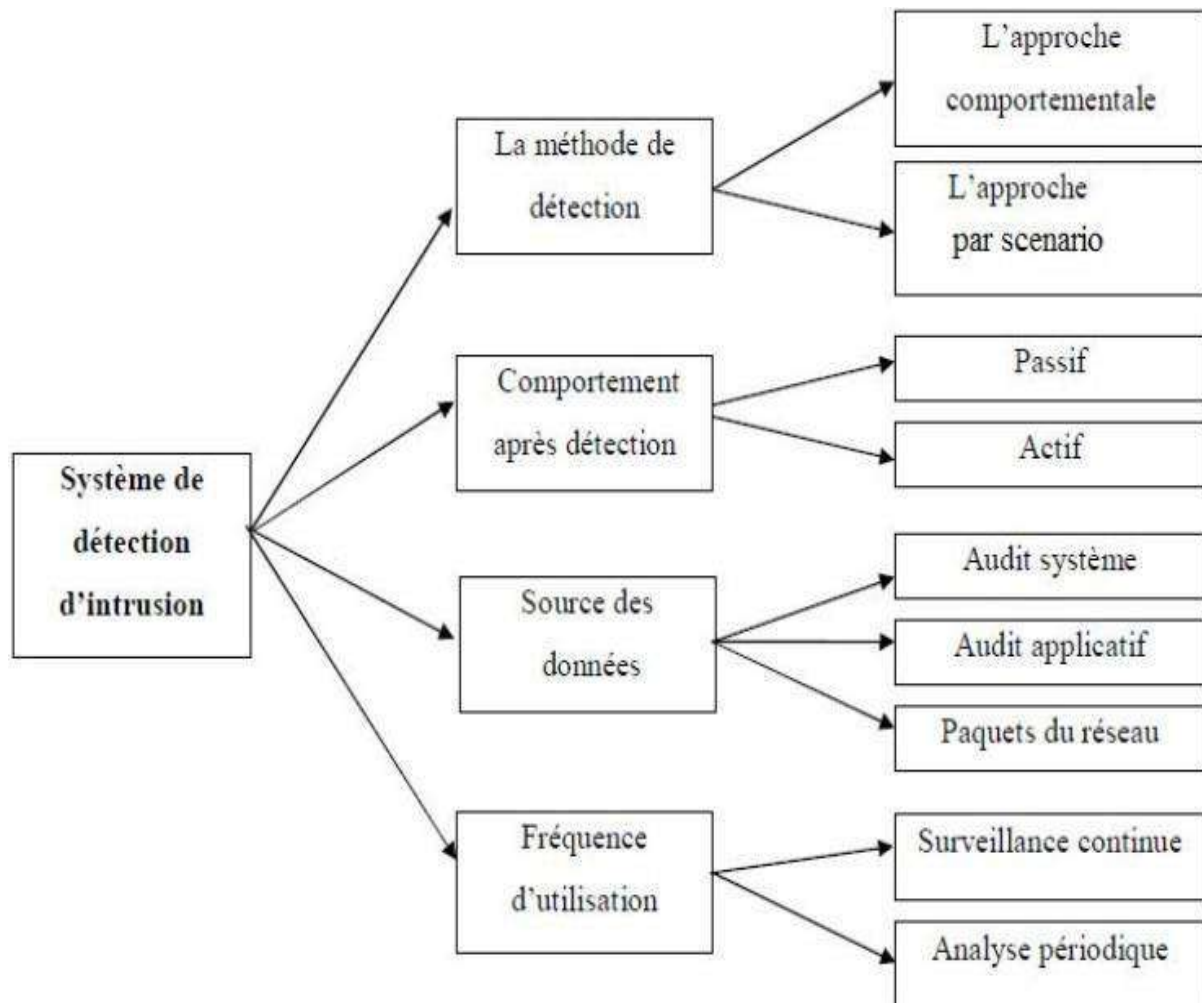 Système de
détection
d’intrusion
La méthode de
détection
L’approche
comportementale
L’approche
par scenario
Comportement
après détection
Passif
Actif
Source des
données
Audit système
Audit applicatif
Paquets du réseau
Fréquence
d’utilisation
Surveillance continue
Analyse périodique